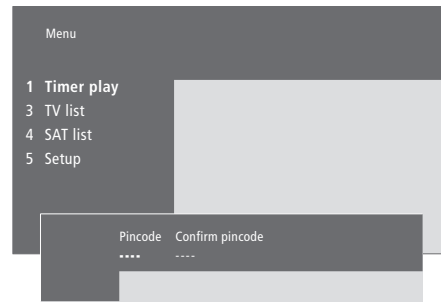 Menu
1 Timer play
3 TV list
4 SAT list
5 Setup
Pincode Confirm pincode
---- ----